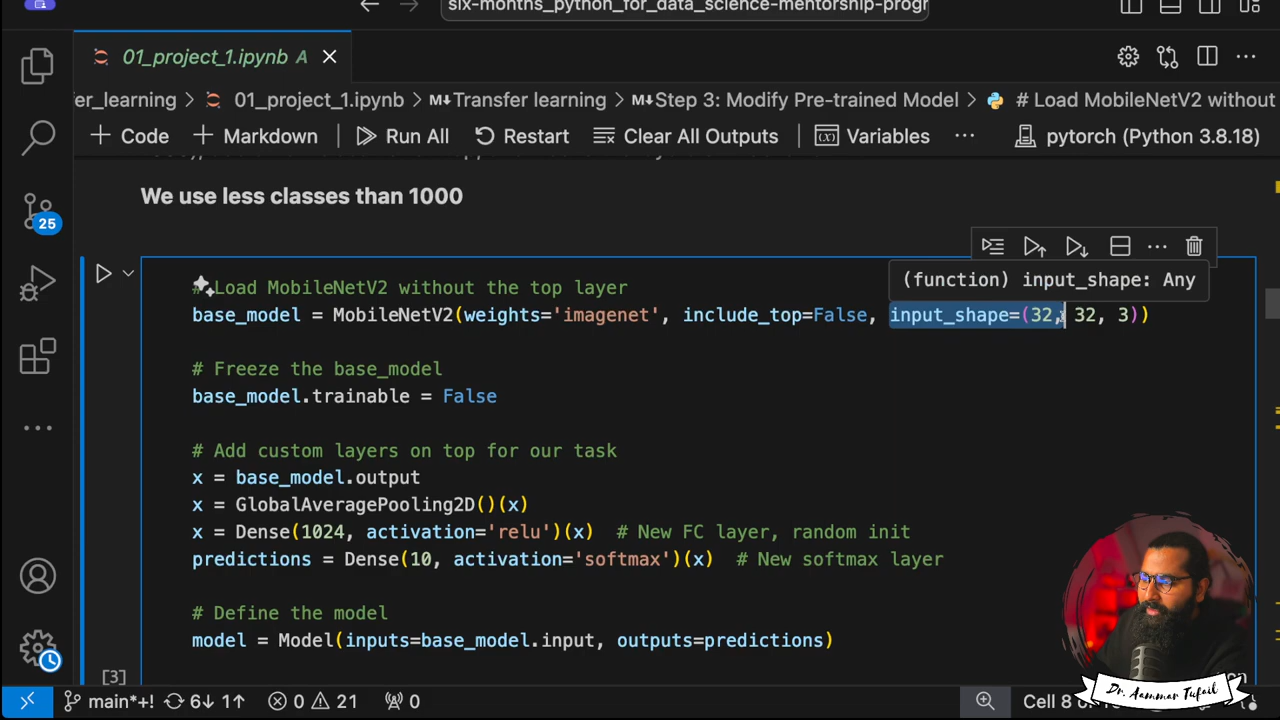 six-months_python_for_data_science-mentorship-progr
01_project_1.ipynb A
fer_learning > 01_project_1.ipynb > M↓Transfer learning > M↓Step 3: Modify Pre-trained Model > # Load MobileNetV2 without
+ Code + Markdown Run All Restart Clear All Outputs Variables ... pytorch (Python 3.8.18)
We use less classes than 1000
(function) input_shape: Any
# Load MobileNetV2 without the top layer
base_model = MobileNetV2(weights='imagenet', include_top=False, input_shape=(32, 32, 3))
# Freeze the base_model
base_model.trainable = False
# Add custom layers on top for our task
x = base_model.output
x = GlobalAveragePooling2D()(x)
x = Dense(1024, activation='relu')(x) # New FC layer, random init
predictions = Dense(10, activation='softmax')(x) # New softmax layer
# Define the model
model = Model(inputs=base_model.input, outputs=predictions)
[3]
25
main*+! 6↓ 1↑ 0 21 0 Cell 8 of
Dr. Aammar Tufail